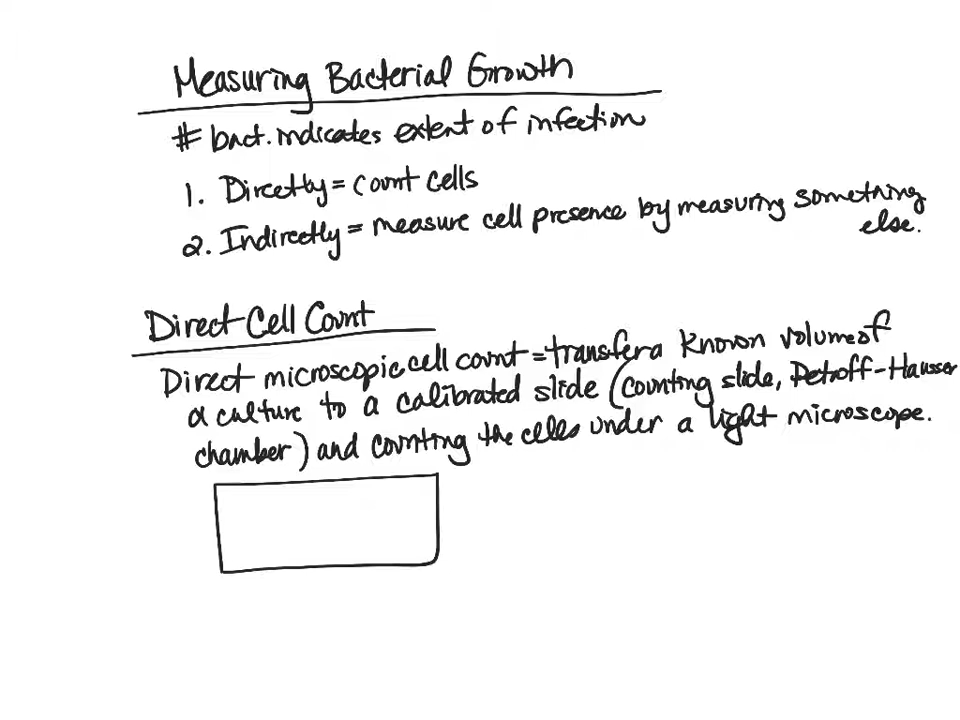 Measuring Bacterial Growth
# bact. indicates extent of infection
1. Directly = count cells
2. Indirectly = measure cell presence by measuring something
else.
Direct Cell Count
Direct microscopic cell count = transfer a known volume of
a culture to a calibrated slide (counting slide, Petroff-Hausser
chamber) and counting the cells under a light microscope.